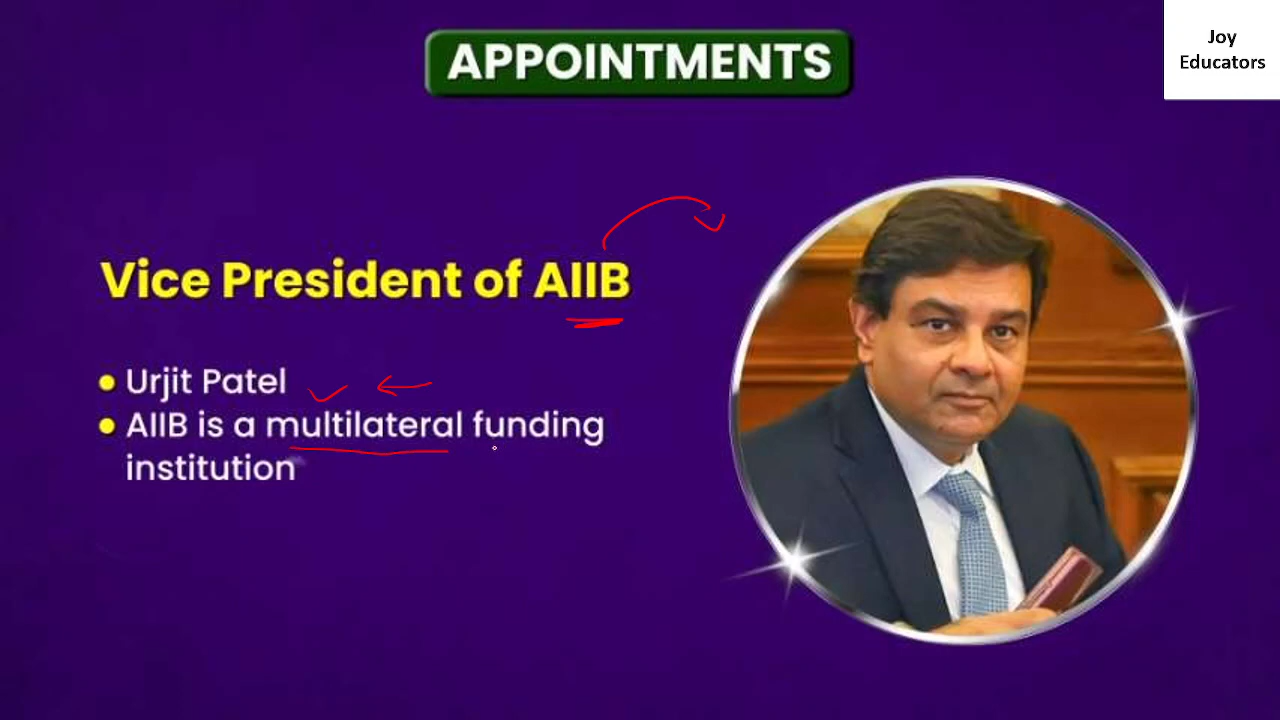 APPOINTMENTS
Joy
Educators
Vice President of AIIB
Urjit Patel
AIIB is a multilateral funding
institution